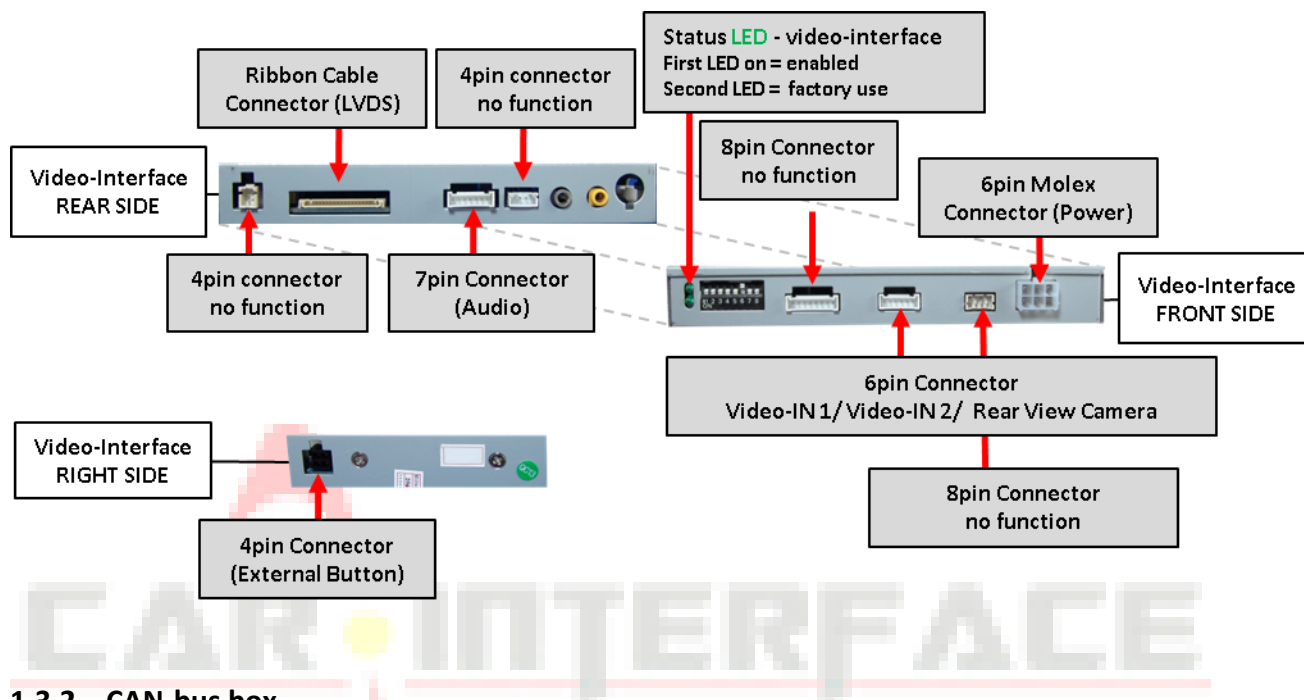 Status LED - video-interface
First LED on = enabled
Second LED = factory use
Ribbon Cable
Connector (LVDS)
4pin connector
no function
8pin Connector
no function
6pin Molex
Connector (Power)
Video-Interface
REAR SIDE
4pin connector
no function
7pin Connector
(Audio)
Video-Interface
FRONT SIDE
6pin Connector
Video-IN 1/ Video-IN 2/ Rear View Camera
Video-Interface
RIGHT SIDE
8pin Connector
no function
4pin Connector
(External Button)
CAR INTERFACE
1.3.2 CAN-bus box